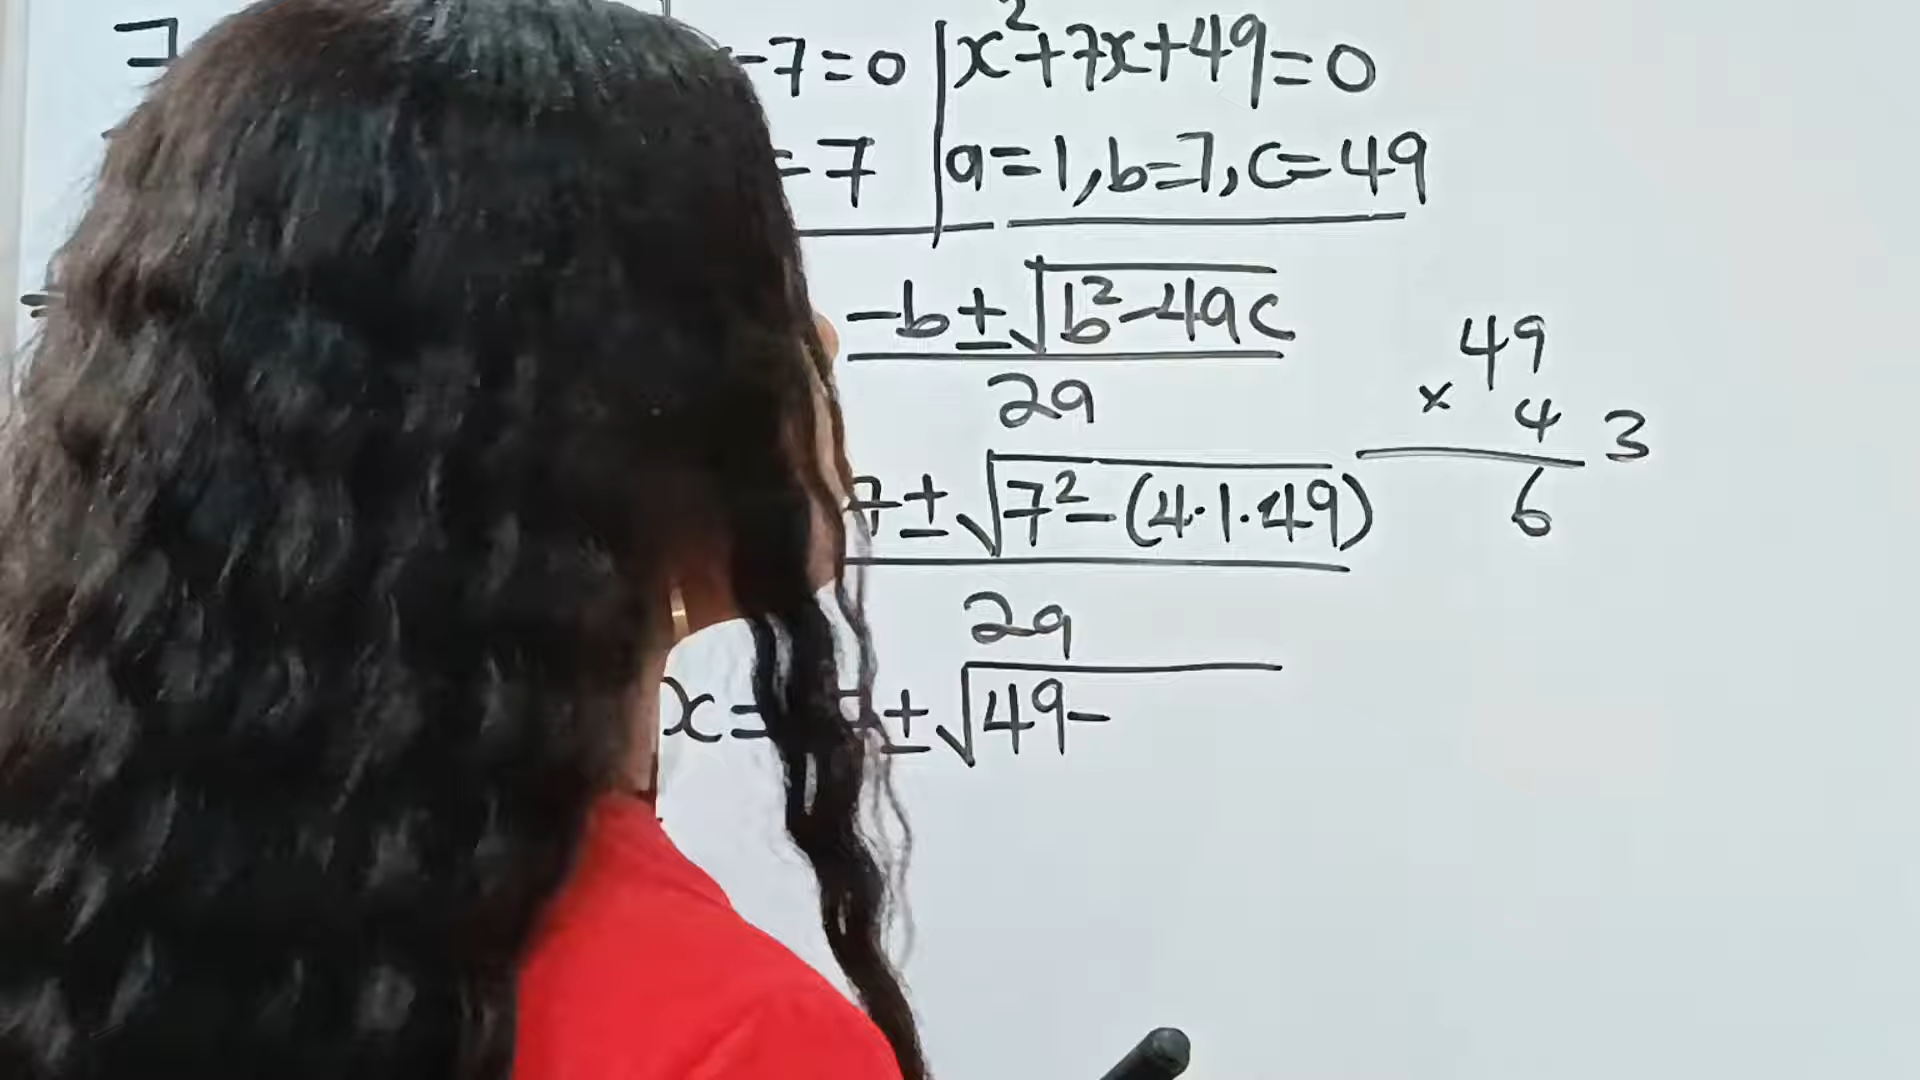 7 -7=0 | x²+7x+49=0
=7 | a=1, b=7, c=49
-b±√b²-4ac
2a
7±√7²-(4·1·49)
2a
x= ±√49-
49
× 4 3
6